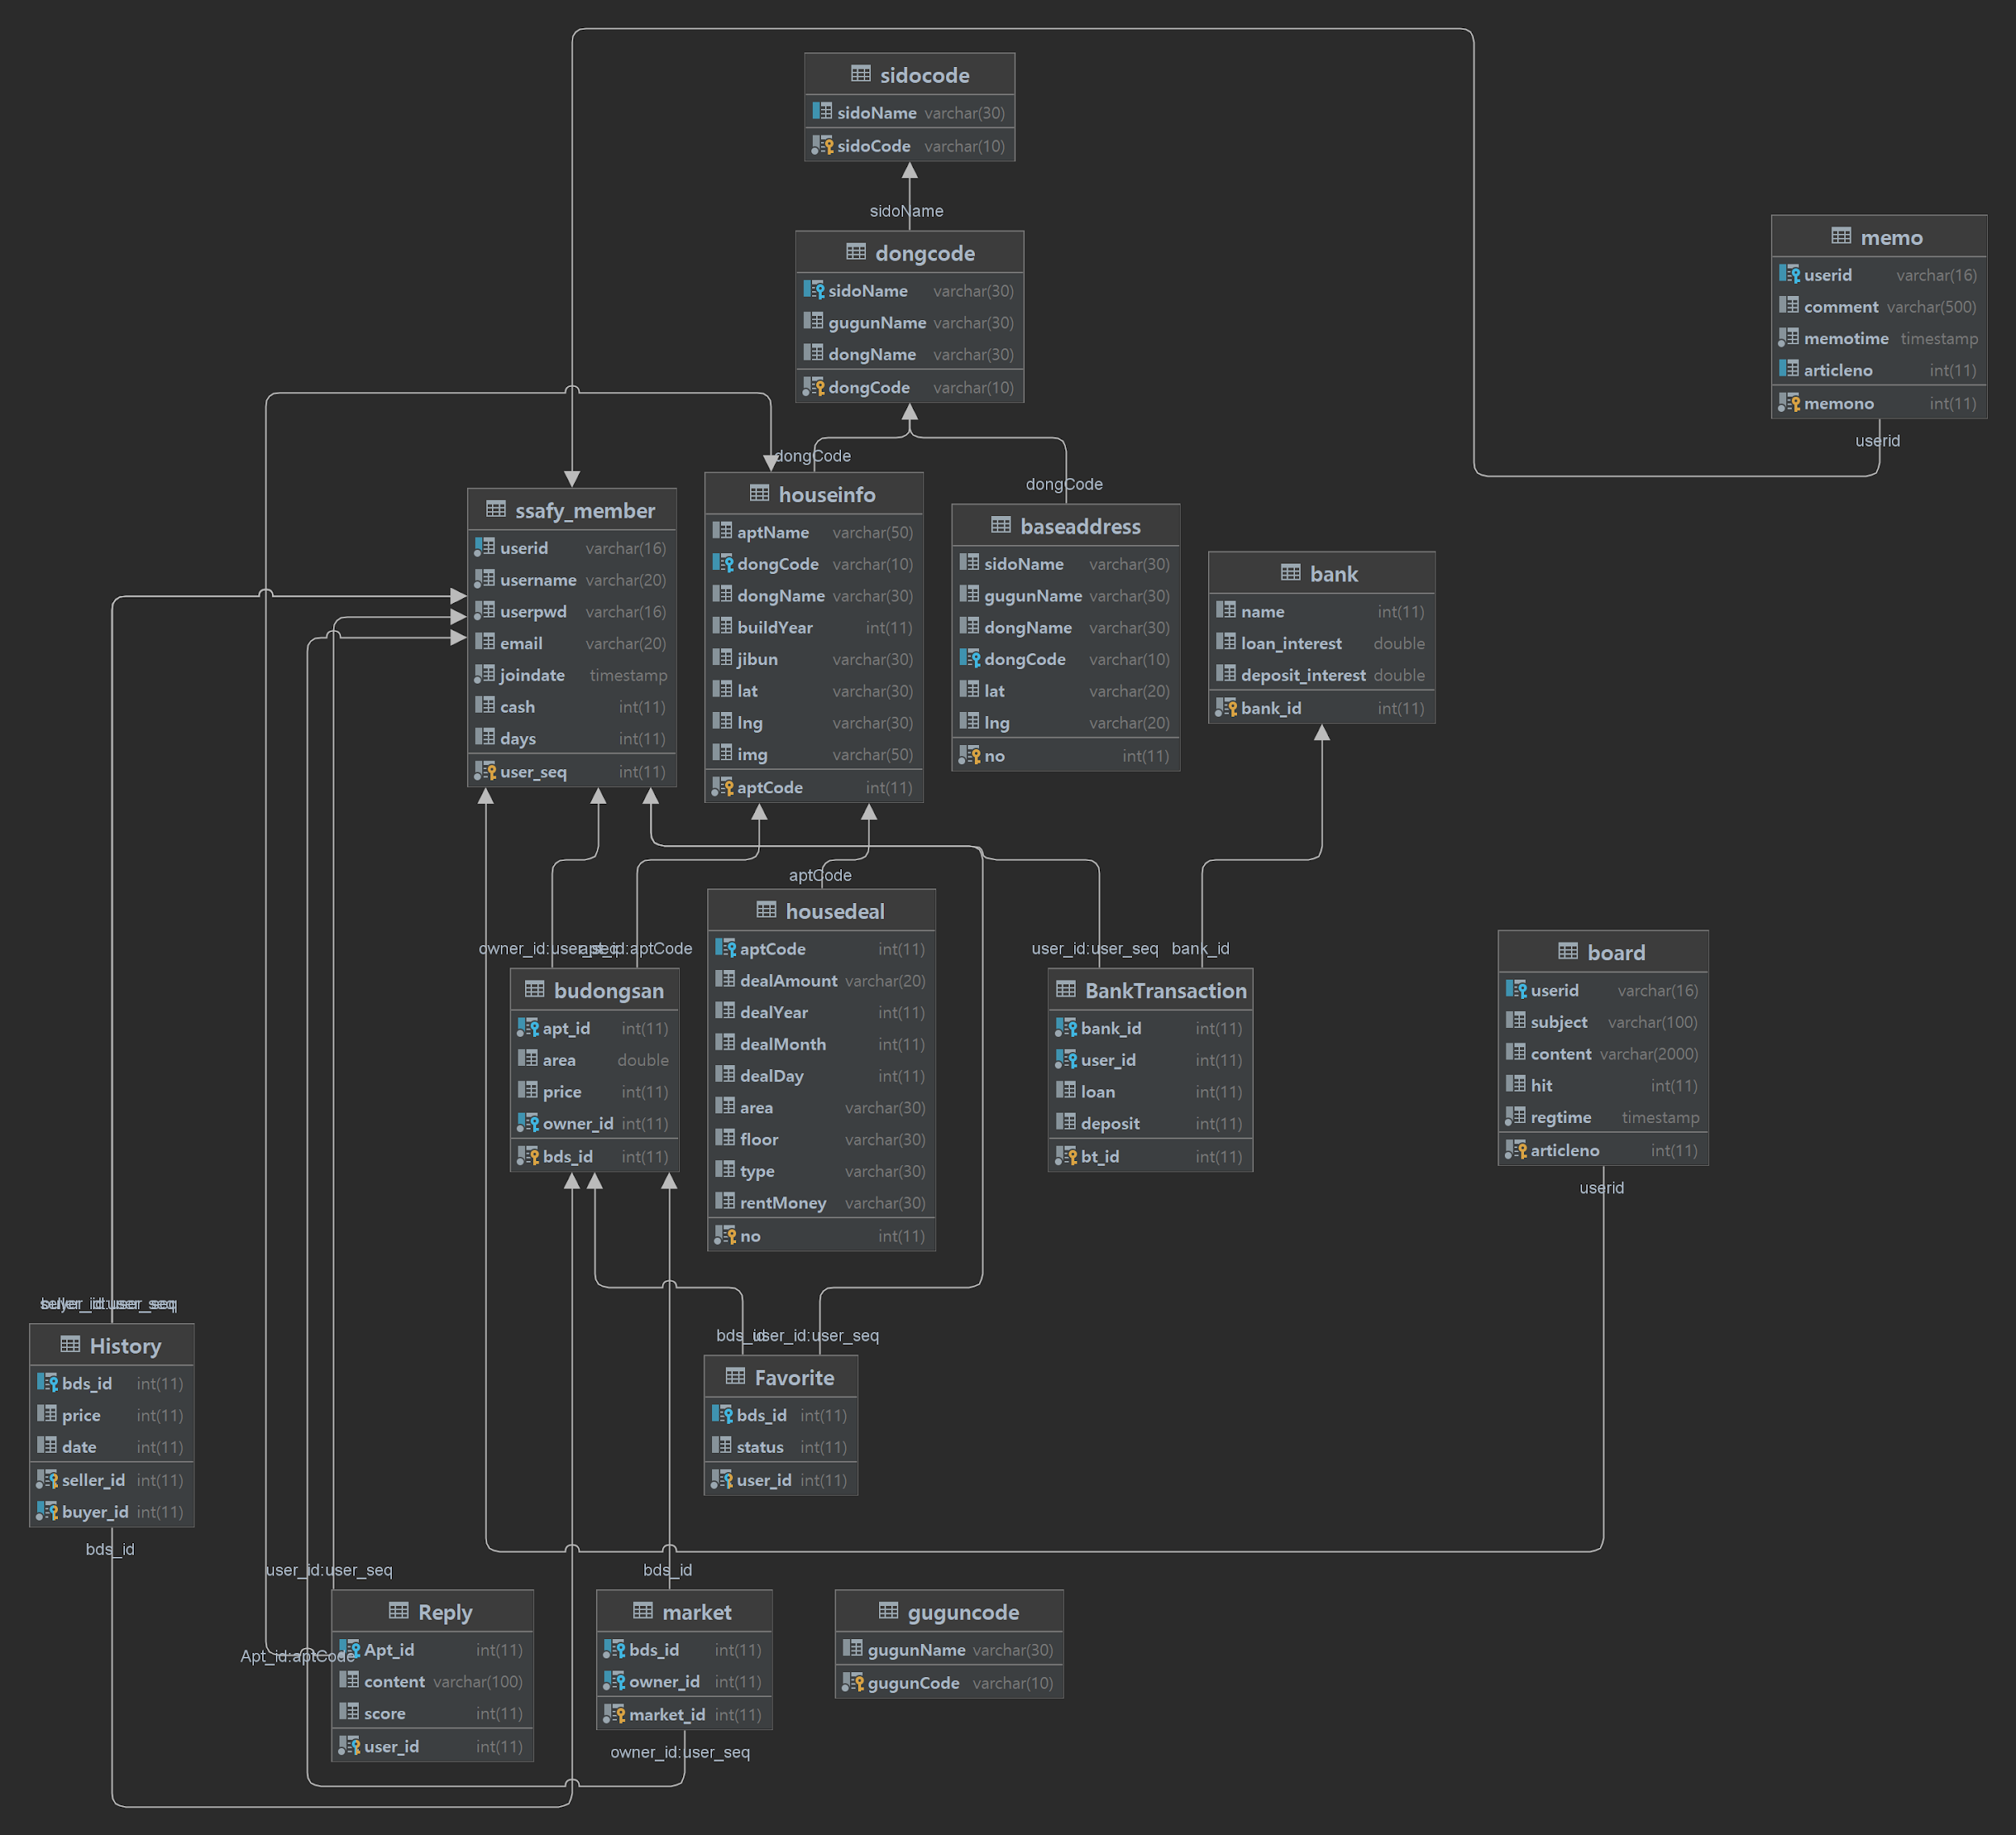 sidocode
sidoName varchar(30)
sidoCode varchar(10)
sidoName
dongcode
sidoName varchar(30)
gugunName varchar(30)
dongName varchar(30)
dongCode varchar(10)
memo
userid varchar(16)
comment varchar(500)
memotime timestamp
articleno int(11)
memono int(11)
userid
dongCode
dongCode
ssafy_member
userid varchar(16)
username varchar(20)
userpwd varchar(16)
email varchar(20)
joindate timestamp
cash int(11)
days int(11)
user_seq int(11)
houseinfo
aptName varchar(50)
dongCode varchar(10)
dongName varchar(30)
buildYear int(11)
jibun varchar(30)
lat varchar(30)
lng varchar(30)
img varchar(50)
aptCode int(11)
baseaddress
sidoName varchar(30)
gugunName varchar(30)
dongName varchar(30)
dongCode varchar(10)
lat varchar(20)
lng varchar(20)
no int(11)
bank
name int(11)
loan_interest double
deposit_interest double
bank_id int(11)
aptCode
owner_id:user_seq
apt_id:aptCode
user_id:user_seq
bank_id
budongsan
apt_id int(11)
area double
price int(11)
owner_id int(11)
bds_id int(11)
housedeal
aptCode int(11)
dealAmount varchar(20)
dealYear int(11)
dealMonth int(11)
dealDay int(11)
area varchar(30)
floor varchar(30)
type varchar(30)
rentMoney varchar(30)
no int(11)
BankTransaction
bank_id int(11)
user_id int(11)
loan int(11)
deposit int(11)
bt_id int(11)
board
userid varchar(16)
subject varchar(100)
content varchar(2000)
hit int(11)
regtime timestamp
articleno int(11)
userid
History
bds_id int(11)
price int(11)
date int(11)
seller_id int(11)
buyer_id int(11)
bds_id
bds_id
user_id:user_seq
Favorite
bds_id int(11)
status int(11)
user_id int(11)
user_id:user_seq
Apt_id:aptCode
Reply
Apt_id int(11)
content varchar(100)
score int(11)
user_id int(11)
bds_id
market
bds_id int(11)
owner_id int(11)
market_id int(11)
owner_id:user_seq
guguncode
gugunName varchar(30)
gugunCode varchar(10)